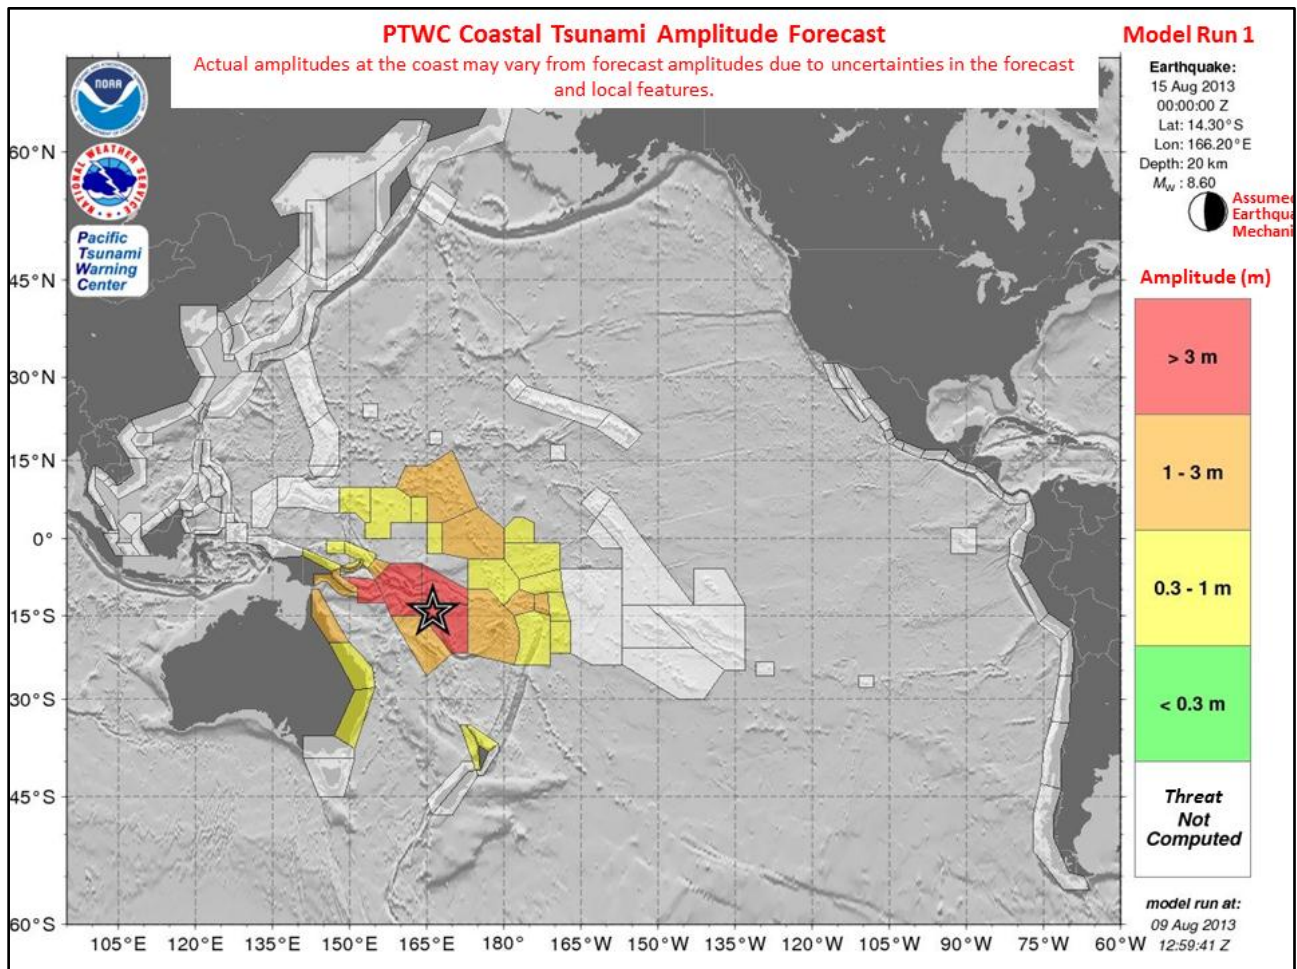 PTWC Coastal Tsunami Amplitude Forecast
Actual amplitudes at the coast may vary from forecast amplitudes due to uncertainties in the forecast
and local features.
Model Run 1
Earthquake:
15 Aug 2013
00:00:00 Z
Lat: 14.30°S
Lon: 166.20°E
Depth: 20 km
Mw : 8.60
Assumed
Earthqua
Mechani
NOAA
NATIONAL WEATHER SERVICE
Pacific
Tsunami
Warning
Center
60°N
45°N
30°N
15°N
0°
15°S
30°S
45°S
60°S
105°E
120°E
135°E
150°E
165°E
180°
165°W
150°W
135°W
120°W
105°W
90°W
75°W
60°W
Amplitude (m)
> 3 m
1 - 3 m
0.3 - 1 m
< 0.3 m
Threat
Not
Computed
model run at:
09 Aug 2013
12:59:41 Z